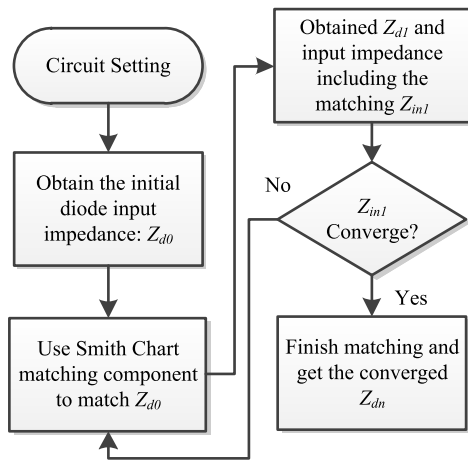 Circuit Setting
Obtain the initial
diode input
impedance: Zd0
Use Smith Chart
matching component
to match Zd0
Obtained Zd1 and
input impedance
including the
matching Zin1
No
Zin1
Converge?
Yes
Finish matching and
get the converged
Zdn